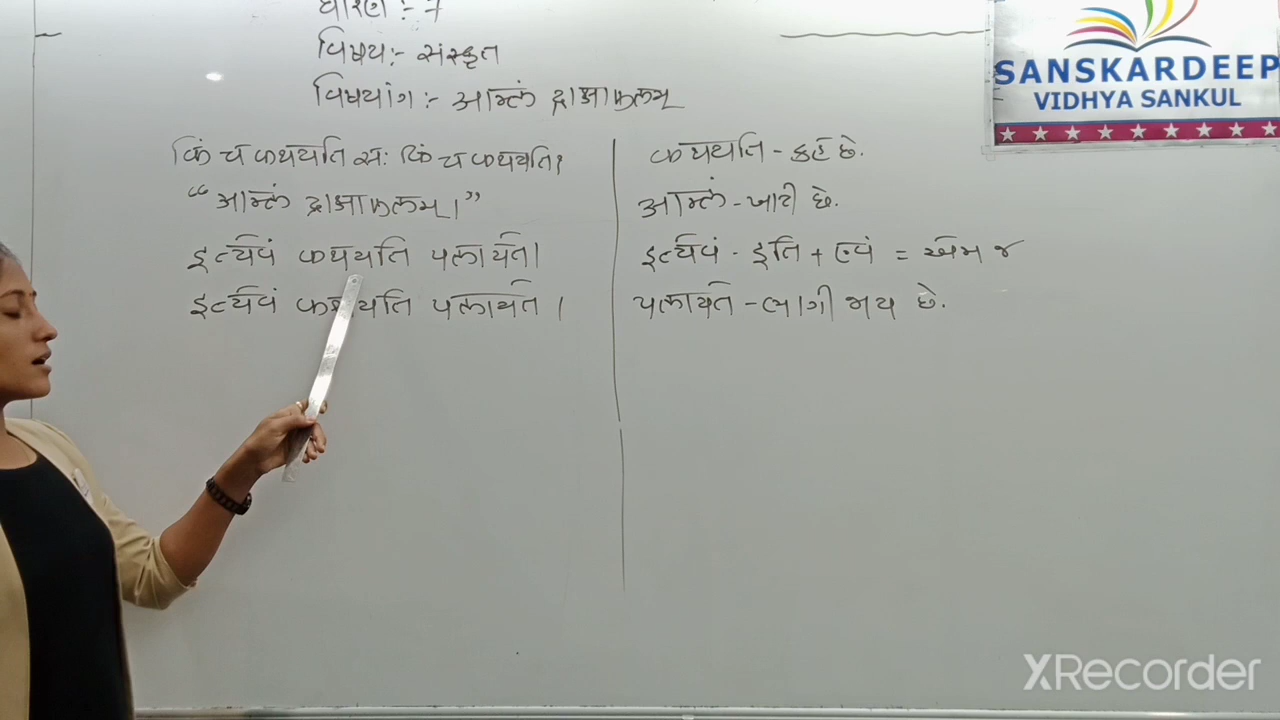 धोरण :- 7
विषय :- संस्कृत
विषयांग :- आम्लं द्राक्षाफलम्
SANSKARDEEP
VIDHYA SANKUL
किं च कथयति सः किं च कथयति।
“आम्लं द्राक्षाफलम्।”
इत्येवं कथयति पलायते।
इत्येवं कथयति पलायते।
कथयति - કહે છે.
आम्लं - ખાટી છે.
इत्येवं - इति + एवं = એમ જ
पलायते - ભાગી જાય છે.
XRecorder